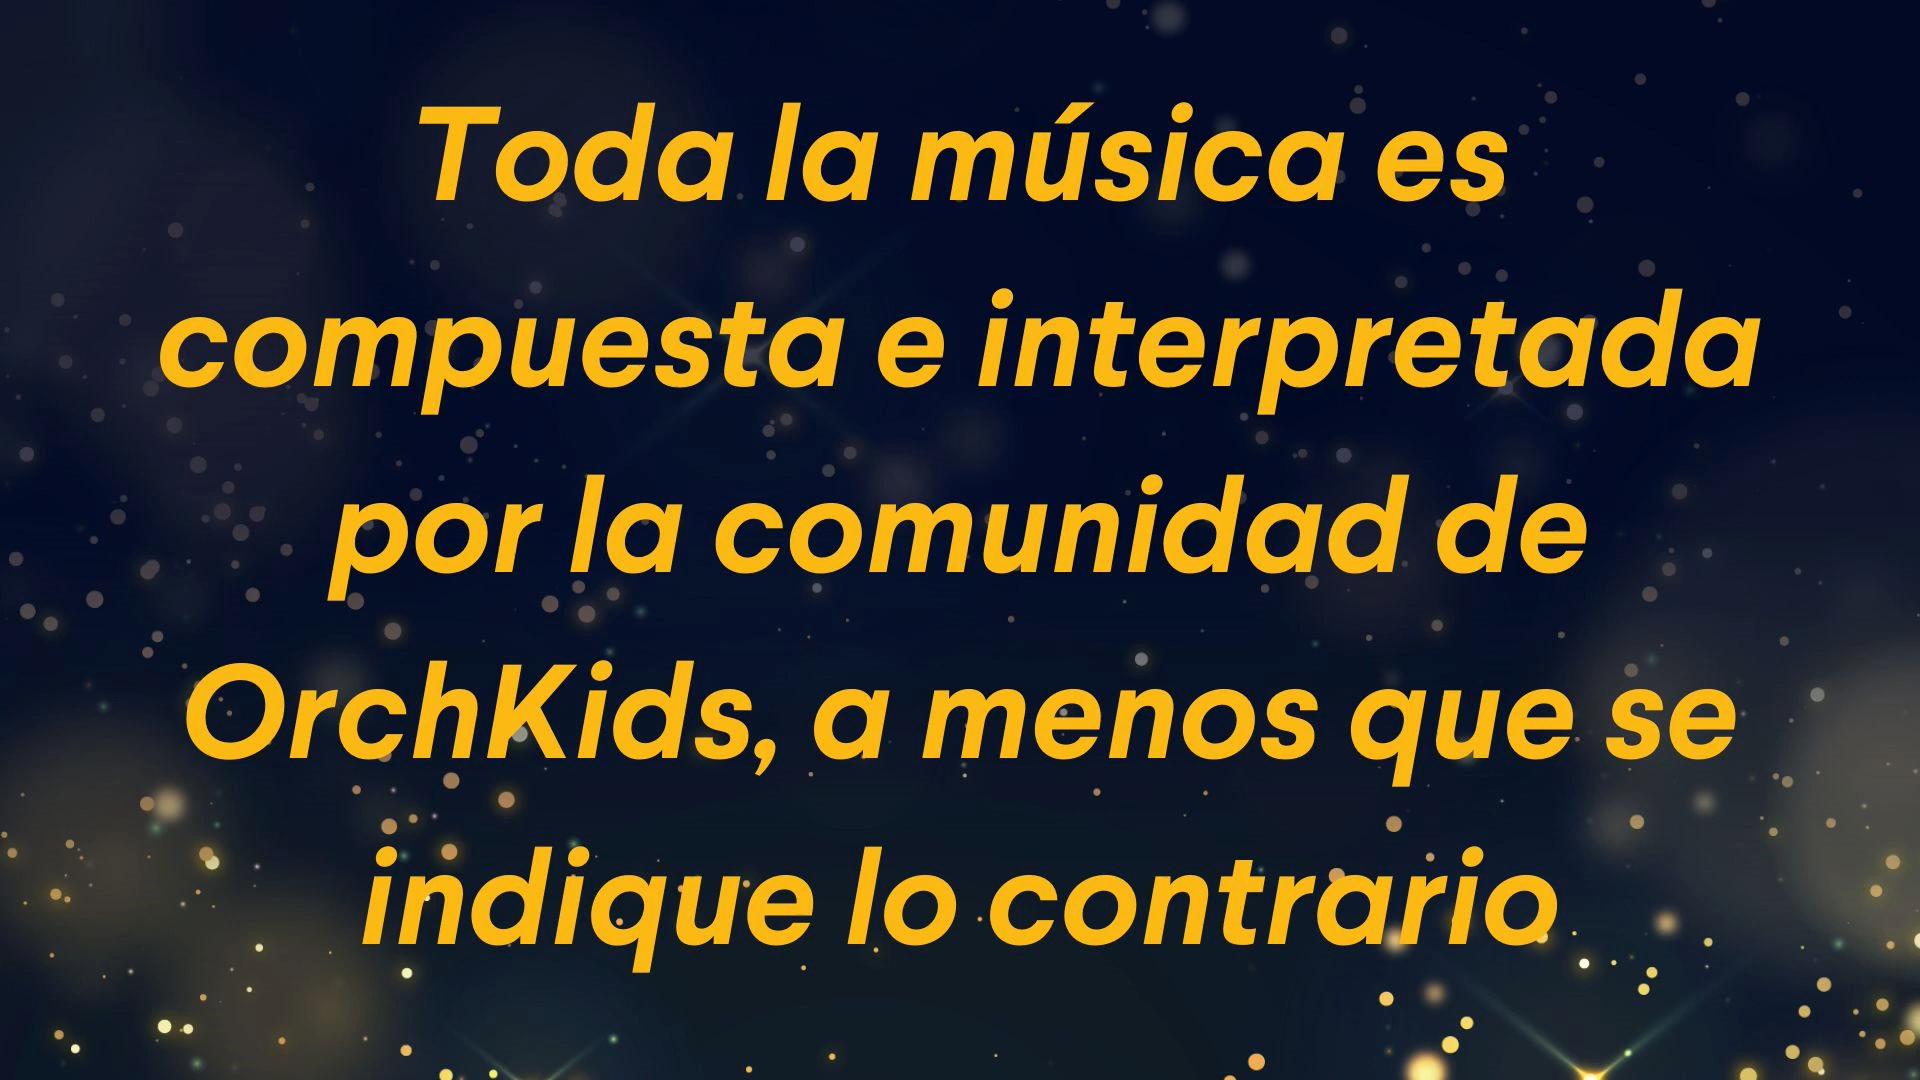 Toda la música es
compuesta e interpretada
por la comunidad de
OrchKids, a menos que se
indique lo contrario